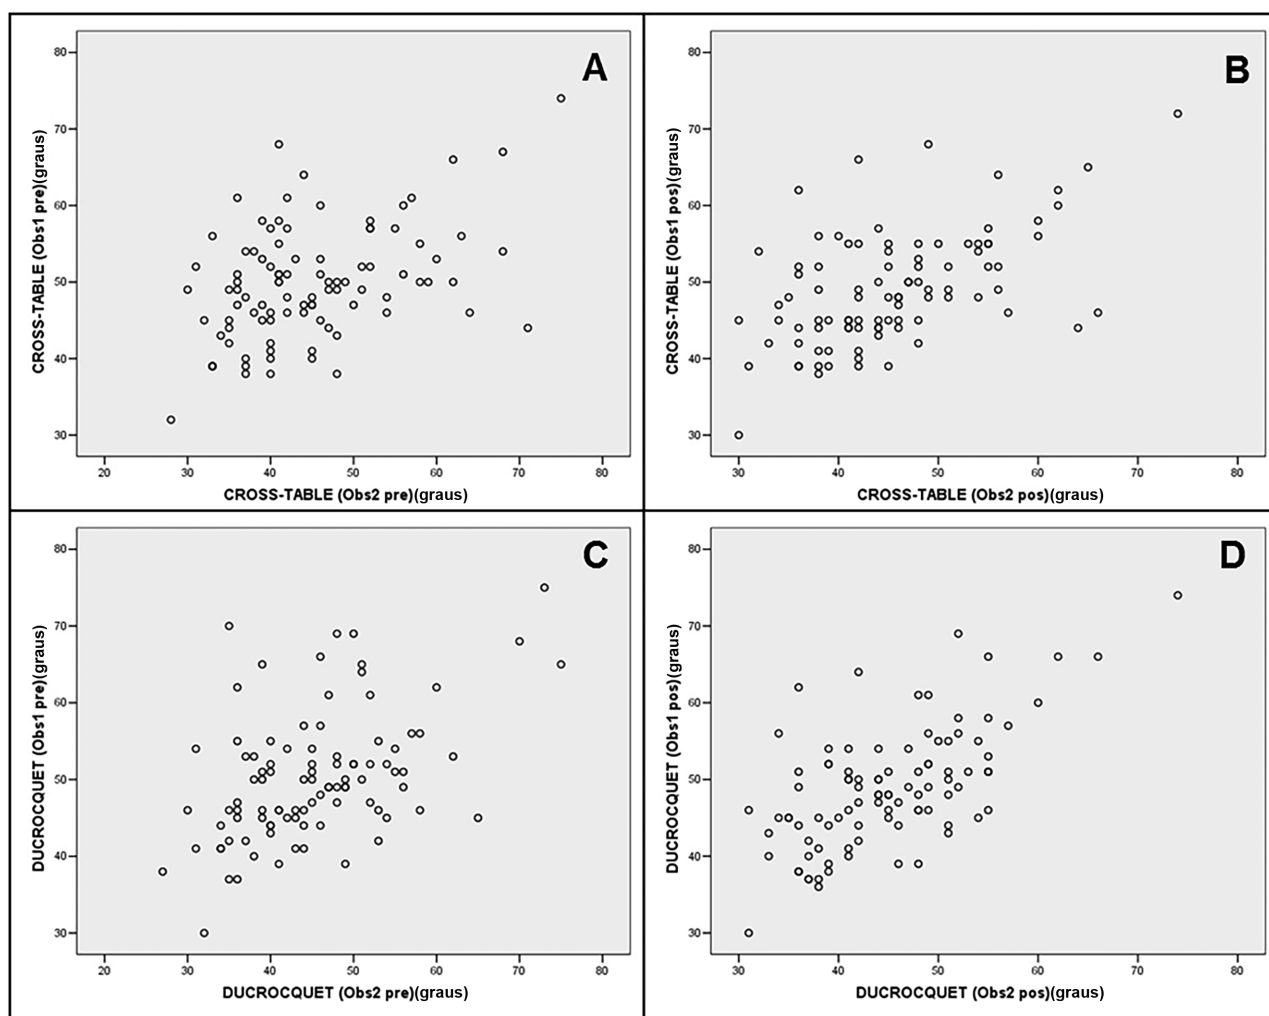 A
80
70
60
50
40
30
CROSS-TABLE (Obs1 pre)(graus)
20 30 40 50 60 70 80
CROSS-TABLE (Obs2 pre)(graus)
B
80
70
60
50
40
30
CROSS-TABLE (Obs1 pos)(graus)
30 40 50 60 70 80
CROSS-TABLE (Obs2 pos)(graus)
C
80
70
60
50
40
30
DUCROCQUET (Obs1 pre)(graus)
20 30 40 50 60 70 80
DUCROCQUET (Obs2 pre)(graus)
D
80
70
60
50
40
30
DUCROCQUET (Obs1 pos)(graus)
30 40 50 60 70 80
DUCROCQUET (Obs2 pos)(graus)